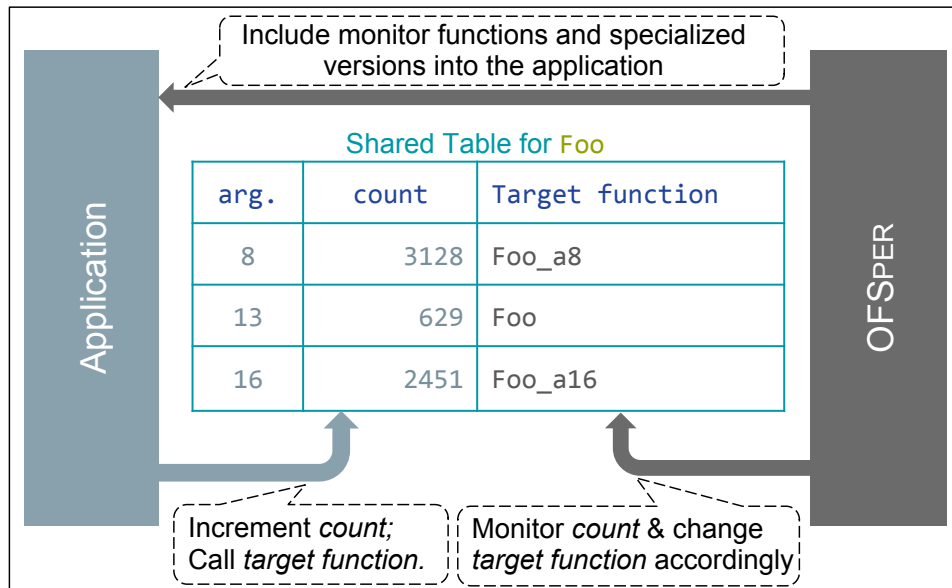 Include monitor functions and specialized
versions into the application
Shared Table for Foo
arg. count Target function
8 3128 Foo_a8
13 629 Foo
16 2451 Foo_a16
Application
OFSPER
Increment count;
Call target function.
Monitor count & change
target function accordingly